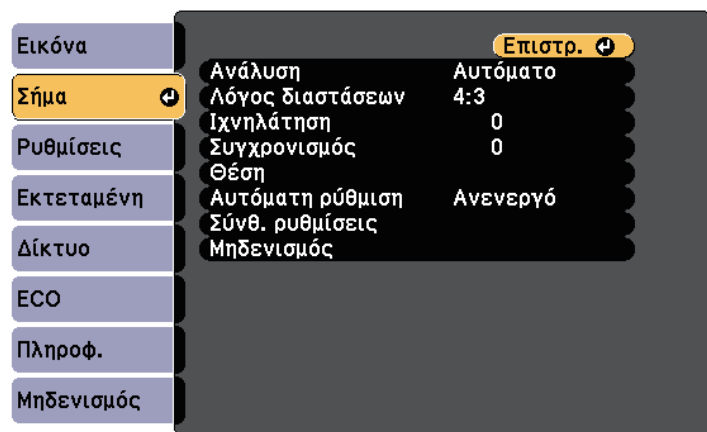 Εικόνα
Σήμα
Ρυθμίσεις
Εκτεταμένη
Δίκτυο
ECO
Πληροφ.
Μηδενισμός
Επιστρ.
Ανάλυση Αυτόματο
Λόγος διαστάσεων 4:3
Ιχνηλάτηση 0
Συγχρονισμός 0
Θέση
Αυτόματη ρύθμιση Ανενεργό
Σύνθ. ρυθμίσεις
Μηδενισμός